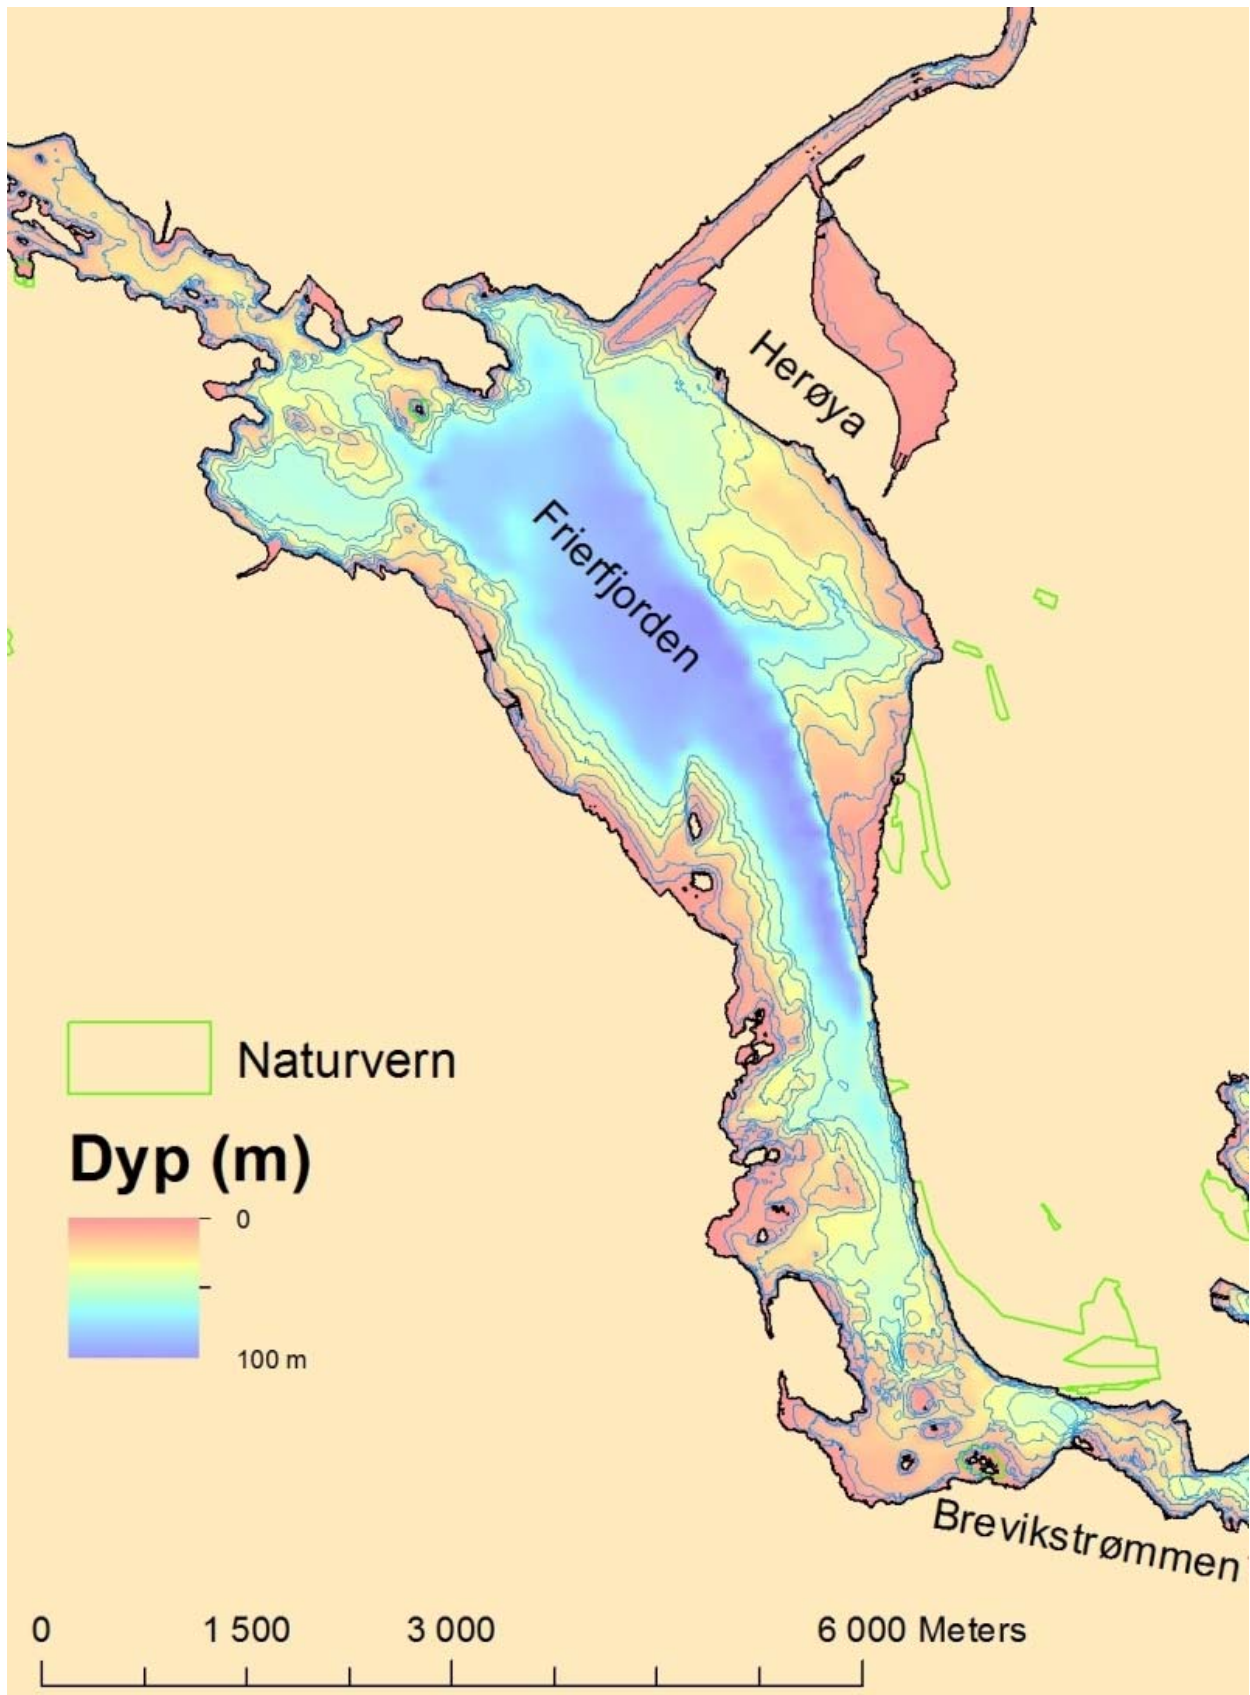 Herøya
Frierfjorden
Naturvern
Dyp (m)
0
100 m
Brevikstrømmen
0 1 500 3 000 6 000 Meters